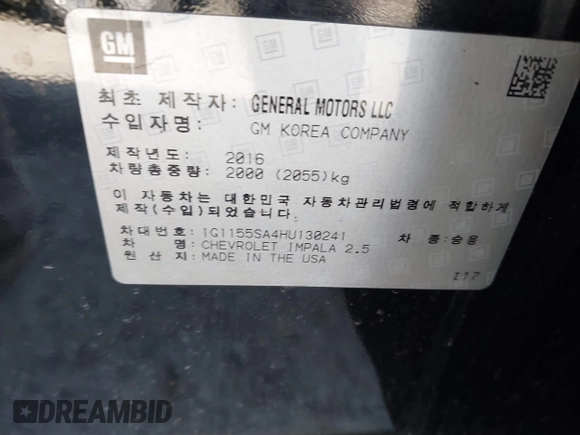 GM
최초 제작자: GENERAL MOTORS LLC
수입자명: GM KOREA COMPANY
제작년도: 2016
차량총중량: 2000 (2055)kg
이 자동차는 대한민국 자동차관리법령에 적합하게
제작(수입)되었습니다.
차대번호: 1G1155SA4HU130241
차 명: CHEVROLET IMPALA 2.5 차 종:승용
원 산 지: MADE IN THE USA
I17
DREAMBID